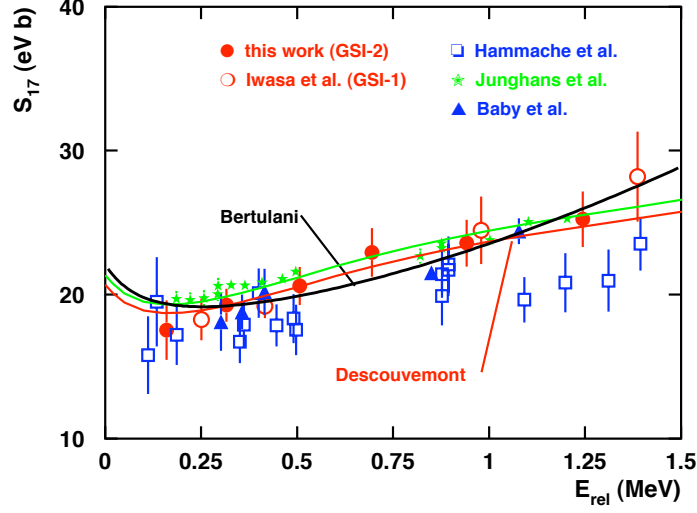 40
30
20
10
S17 (eV b)
this work (GSI-2)
Iwasa et al. (GSI-1)
Hammache et al.
Junghans et al.
Baby et al.
Bertulani
Descouvemont
0 0.25 0.5 0.75 1 1.25 1.5
Erel (MeV)